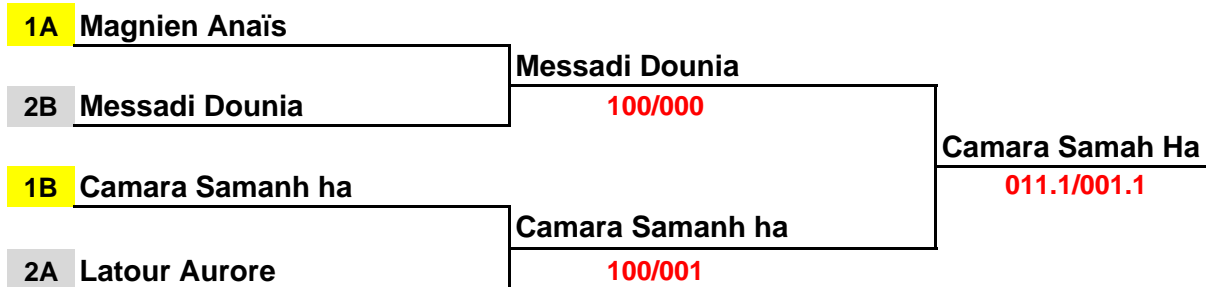 1A Magnien Anaïs
Messadi Dounia
2B Messadi Dounia
100/000
Camara Samah Ha
1B Camara Samanh ha
011.1/001.1
Camara Samanh ha
2A Latour Aurore
100/001